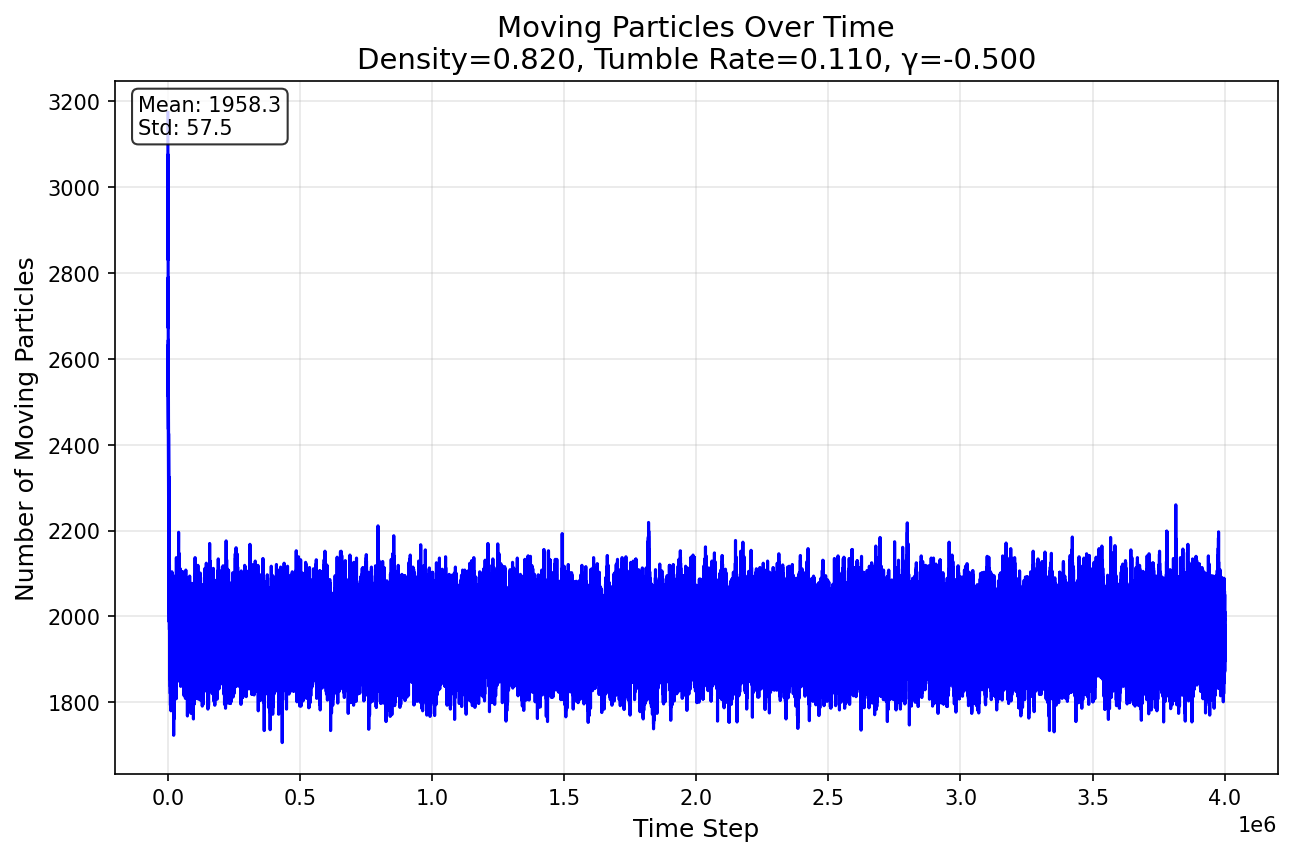 Moving Particles Over Time
Density=0.820, Tumble Rate=0.110, γ=-0.500
Mean: 1958.3
Std: 57.5
Number of Moving Particles
3200
3000
2800
2600
2400
2200
2000
1800
0.0 0.5 1.0 1.5 2.0 2.5 3.0 3.5 4.0
1e6
Time Step